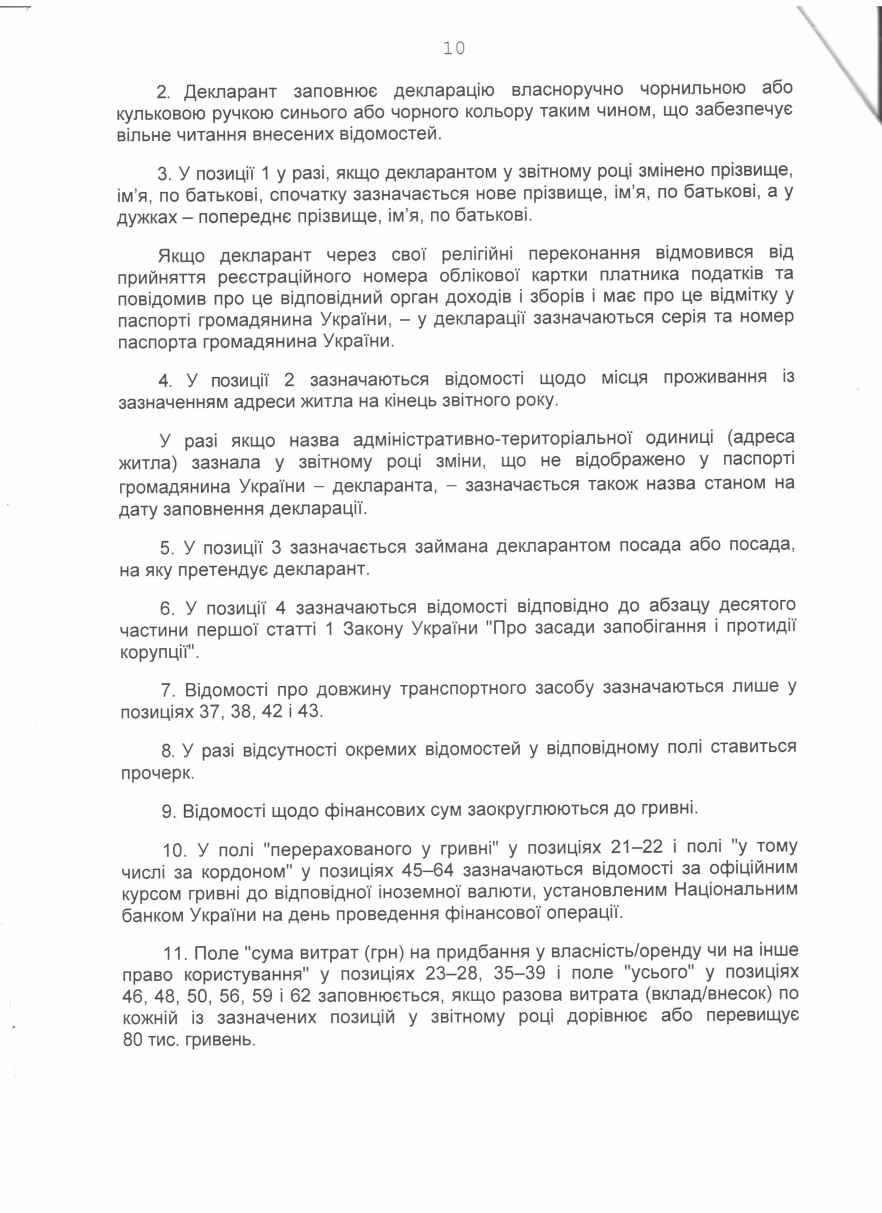 10
2. Декларант заповнює декларацію власноручно чорнильною або
кульковою ручкою синього або чорного кольору таким чином, що забезпечує
вільне читання внесених відомостей.
3. У позиції 1 у разі, якщо декларантом у звітному році змінено прізвище,
ім'я, по батькові, спочатку зазначається нове прізвище, ім'я, по батькові, а у
дужках – попереднє прізвище, ім'я, по батькові.
Якщо декларант через свої релігійні переконання відмовився від
прийняття реєстраційного номера облікової картки платника податків та
повідомив про це відповідний орган доходів і зборів і має про це відмітку у
паспорті громадянина України, – у декларації зазначаються серія та номер
паспорта громадянина України.
4. У позиції 2 зазначаються відомості щодо місця проживання із
зазначенням адреси житла на кінець звітного року.
У разі якщо назва адміністративно-територіальної одиниці (адреса
житла) зазнала у звітному році зміни, що не відображено у паспорті
громадянина України – декларанта, – зазначається також назва станом на
дату заповнення декларації.
5. У позиції 3 зазначається займана декларантом посада або посада,
на яку претендує декларант.
6. У позиції 4 зазначаються відомості відповідно до абзацу десятого
частини першої статті 1 Закону України "Про засади запобігання і протидії
корупції".
7. Відомості про довжину транспортного засобу зазначаються лише у
позиціях 37, 38, 42 і 43.
8. У разі відсутності окремих відомостей у відповідному полі ставиться
прочерк.
9. Відомості щодо фінансових сум заокруглюються до гривні.
10. У полі "перерахованого у гривні" у позиціях 21–22 і полі "у тому
числі за кордоном" у позиціях 45–64 зазначаються відомості за офіційним
курсом гривні до відповідної іноземної валюти, установленим Національним
банком України на день проведення фінансової операції.
11. Поле "сума витрат (грн) на придбання у власність/оренду чи на інше
право користування" у позиціях 23–28, 35–39 і поле "усього" у позиціях
46, 48, 50, 56, 59 і 62 заповнюється, якщо разова витрата (вклад/внесок) по
кожній із зазначених позицій у звітному році дорівнює або перевищує
80 тис. гривень.